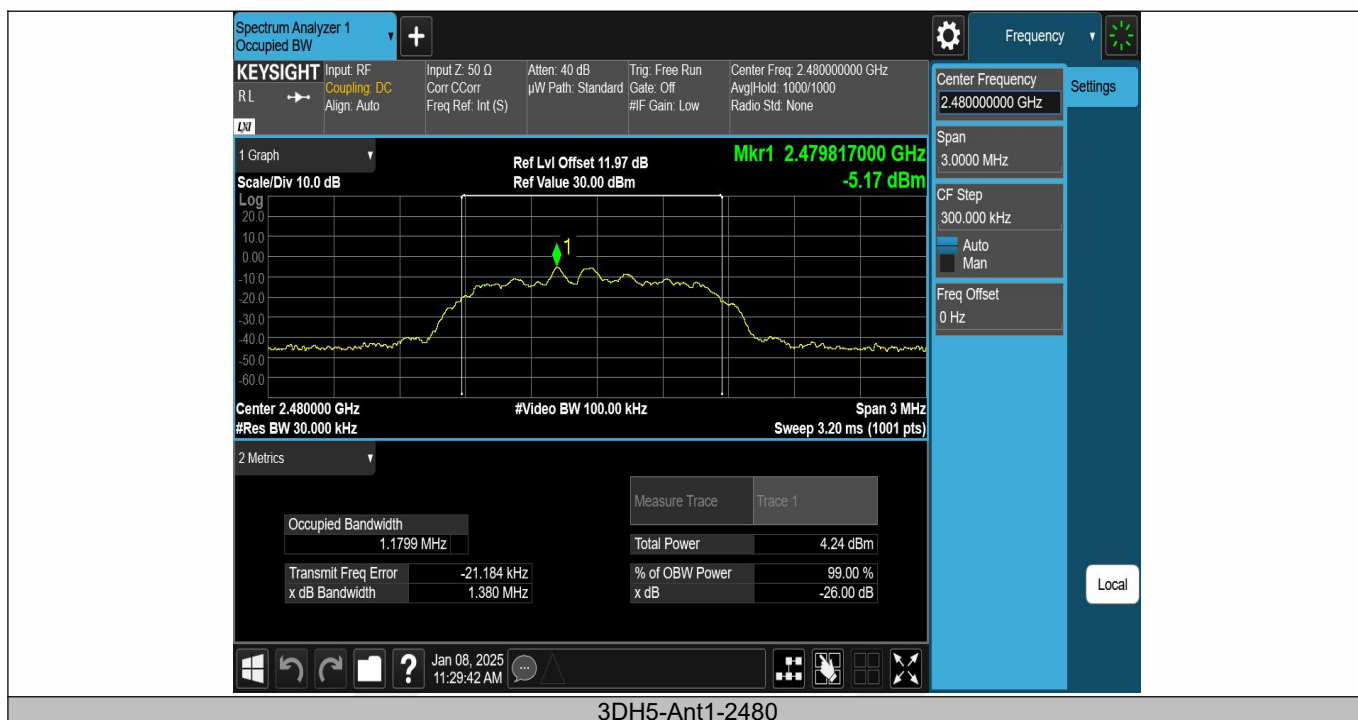 Spectrum Analyzer 1
Occupied BW
Frequency
KEYSIGHT
R L
LXI
Input: RF
Coupling: DC
Align: Auto
Input Z: 50 Ω
Corr CCorr
Freq Ref: Int (S)
Atten: 40 dB
µW Path: Standard
Trig: Free Run
Gate: Off
#IF Gain: Low
Center Freq: 2.480000000 GHz
Avg|Hold: 1000/1000
Radio Std: None
Center Frequency
2.480000000 GHz
Settings
Span
3.0000 MHz
CF Step
300.000 kHz
Auto
Man
Freq Offset
0 Hz
Local
1 Graph
Scale/Div 10.0 dB
Ref Lvl Offset 11.97 dB
Ref Value 30.00 dBm
Mkr1 2.479817000 GHz
-5.17 dBm
Log
20.0
10.0
0.00
-10.0
-20.0
-30.0
-40.0
-50.0
-60.0
1
Center 2.480000 GHz
#Video BW 100.00 kHz
Span 3 MHz
#Res BW 30.000 kHz
Sweep 3.20 ms (1001 pts)
2 Metrics
Measure Trace Trace 1
Occupied Bandwidth
1.1799 MHz
Total Power 4.24 dBm
Transmit Freq Error -21.184 kHz
% of OBW Power 99.00 %
x dB Bandwidth 1.380 MHz
x dB -26.00 dB
?
Jan 08, 2025
11:29:42 AM
3DH5-Ant1-2480